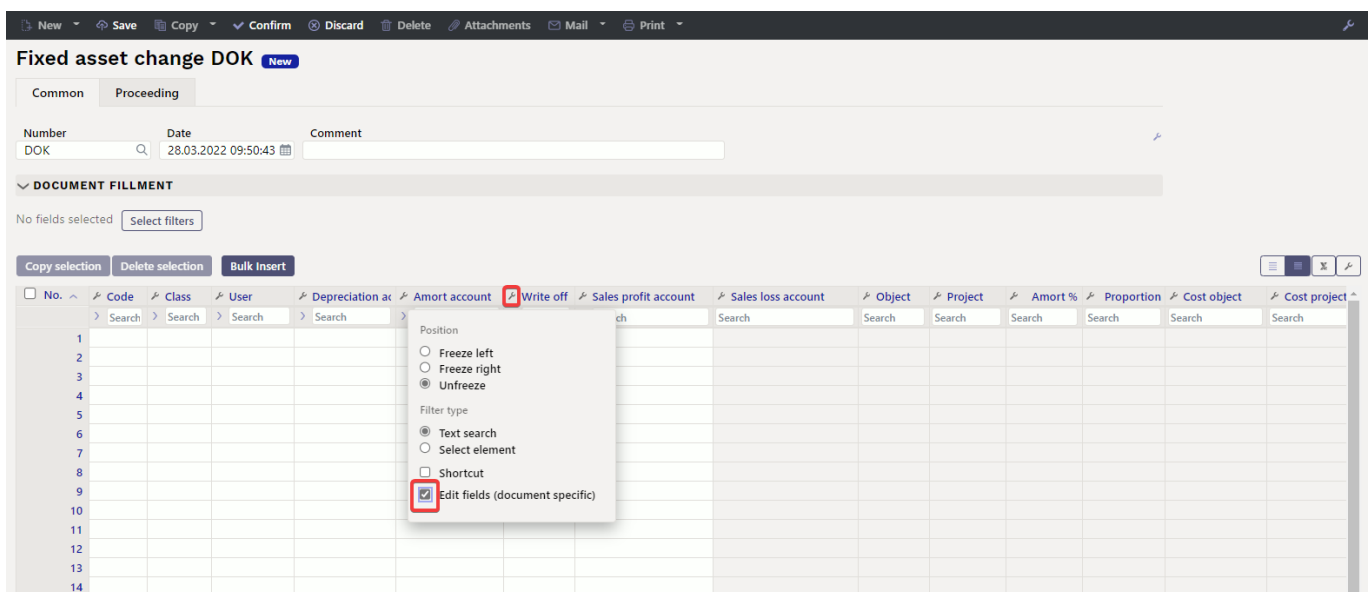 New Save Copy Confirm Discard Delete Attachments Mail Print
Fixed asset change DOK New
Common Proceeding
Number Date Comment
DOK 28.03.2022 09:50:43
DOCUMENT FILLMENT
No fields selected Select filters
Copy selection Delete selection Bulk Insert
No. Code Class User Depreciation ac Amort account Write off Sales profit account Sales loss account Object Project Amort % Proportion Cost object Cost project
Search Search Search Search ch Search Search Search Search Search Search Search
Position
Freeze left
Freeze right
Unfreeze
Filter type
Text search
Select element
Shortcut
Edit fields (document specific)
1
2
3
4
5
6
7
8
9
10
11
12
13
14